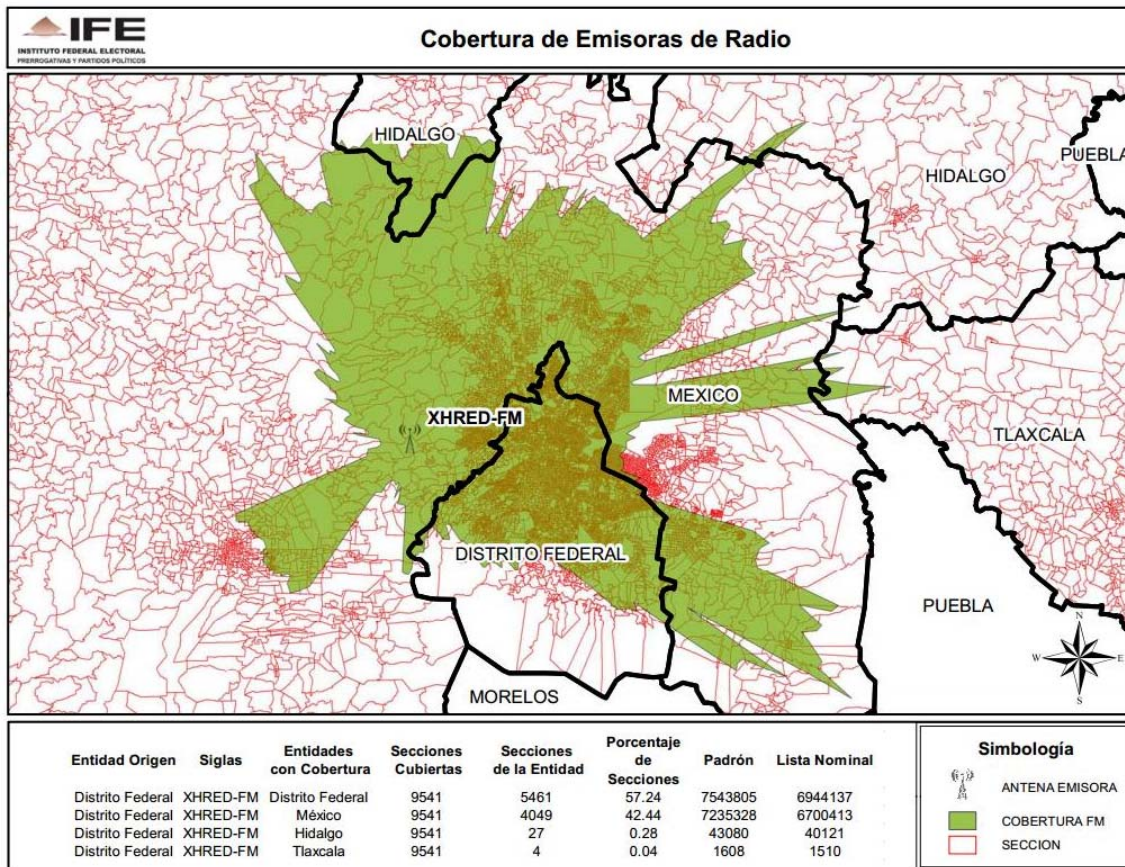 IFE
INSTITUTO FEDERAL ELECTORAL
PRERROGATIVAS Y PARTIDOS POLÍTICOS
Cobertura de Emisoras de Radio
HIDALGO
PUEBLA
HIDALGO
MEXICO
XHRED-FM
TLAXCALA
DISTRITO FEDERAL
PUEBLA
MORELOS
N
W E
S
Entidad Origen Siglas Entidades con Cobertura Secciones Cubiertas Secciones de la Entidad Porcentaje de Secciones Padrón Lista Nominal
Distrito Federal XHRED-FM Distrito Federal 9541 5461 57.24 7543805 6944137
Distrito Federal XHRED-FM México 9541 4049 42.44 7235328 6700413
Distrito Federal XHRED-FM Hidalgo 9541 27 0.28 43080 40121
Distrito Federal XHRED-FM Tlaxcala 9541 4 0.04 1608 1510
Simbología
ANTENA EMISORA
COBERTURA FM
SECCION